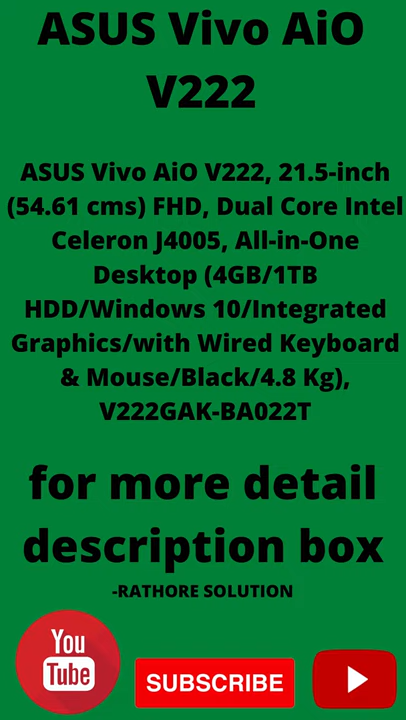 ASUS Vivo AiO
V222
ASUS Vivo AiO V222, 21.5-inch
(54.61 cms) FHD, Dual Core Intel
Celeron J4005, All-in-One
Desktop (4GB/1TB
HDD/Windows 10/Integrated
Graphics/with Wired Keyboard
& Mouse/Black/4.8 Kg),
V222GAK-BA022T
for more detail
description box
-RATHORE SOLUTION
You
Tube
SUBSCRIBE